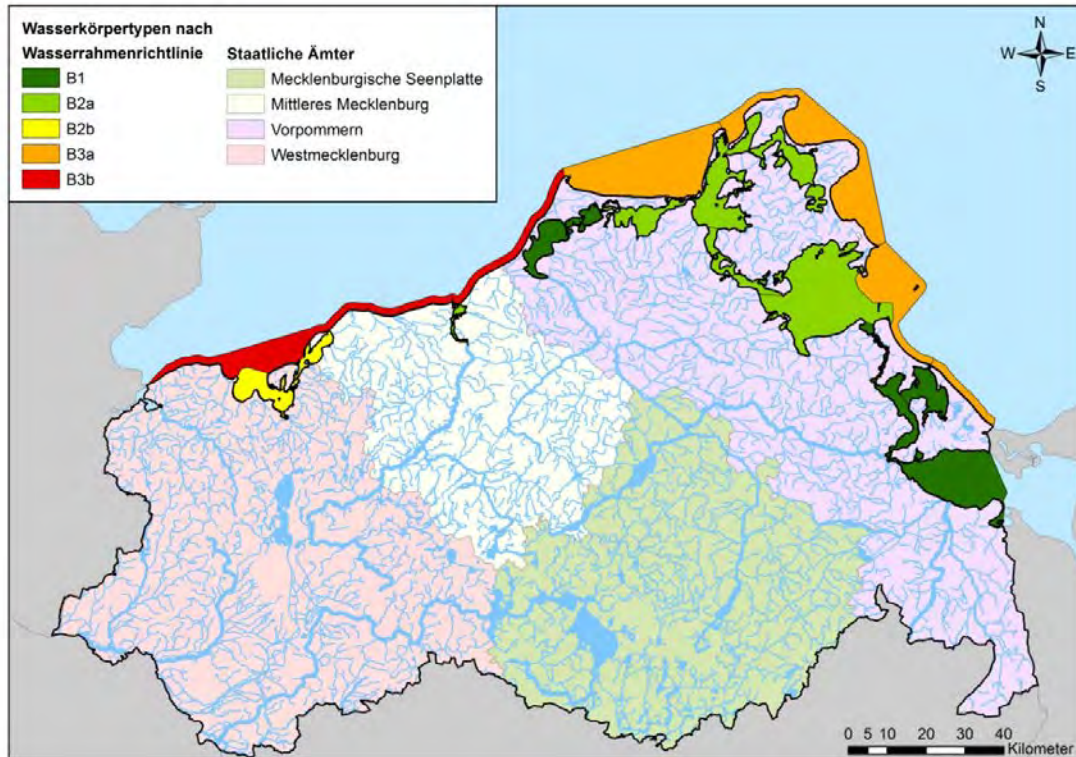 Wasserkörpertypen nach
Wasserrahmenrichtlinie
B1
B2a
B2b
B3a
B3b
Staatliche Ämter
Mecklenburgische Seenplatte
Mittleres Mecklenburg
Vorpommern
Westmecklenburg
N
W E
S
0 5 10 20 30 40
Kilometer